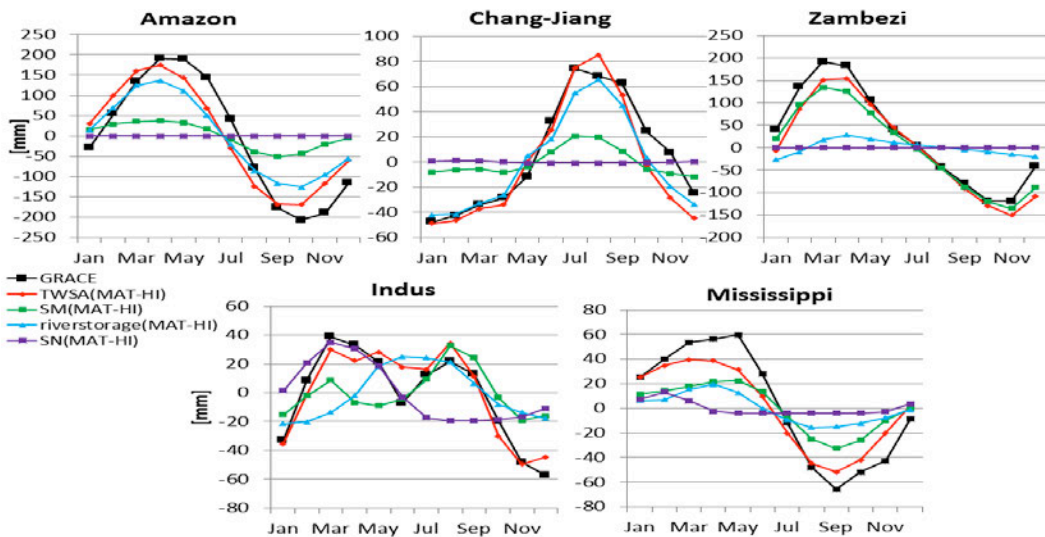 Amazon
[mm]
250
200
150
100
50
0
-50
-100
-150
-200
-250
Jan Mar May Jul Sep Nov
Chang-Jiang
100
80
60
40
20
0
-20
-40
-60
Jan Mar May Jul Sep Nov
Zambezi
250
200
150
100
50
0
-50
100
150
200
Jan Mar May Jul Sep Nov
GRACE
TWSA(MAT-HI)
SM(MAT-HI)
riverstorage(MAT-HI)
SN(MAT-HI)
Indus
[mm]
60
40
20
0
-20
-40
-60
-80
Jan Mar May Jul Sep Nov
Mississippi
80
60
40
20
0
-20
-40
-60
-80
Jan Mar May Jul Sep Nov